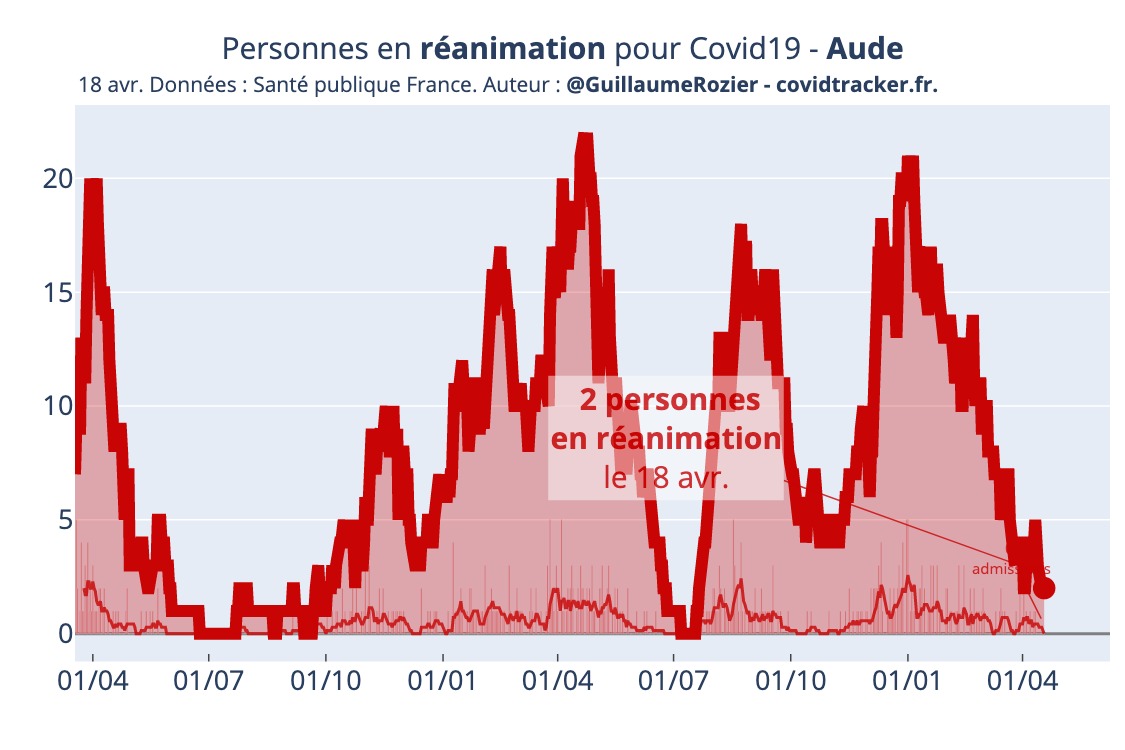 Personnes en réanimation pour Covid19 - Aude
18 avr. Données : Santé publique France. Auteur : @GuillaumeRozier - covidtracker.fr.
20
15
10
5
0
2 personnes
en réanimation
le 18 avr.
01/04 01/07 01/10 01/01 01/04 01/07 01/10 01/01 01/04